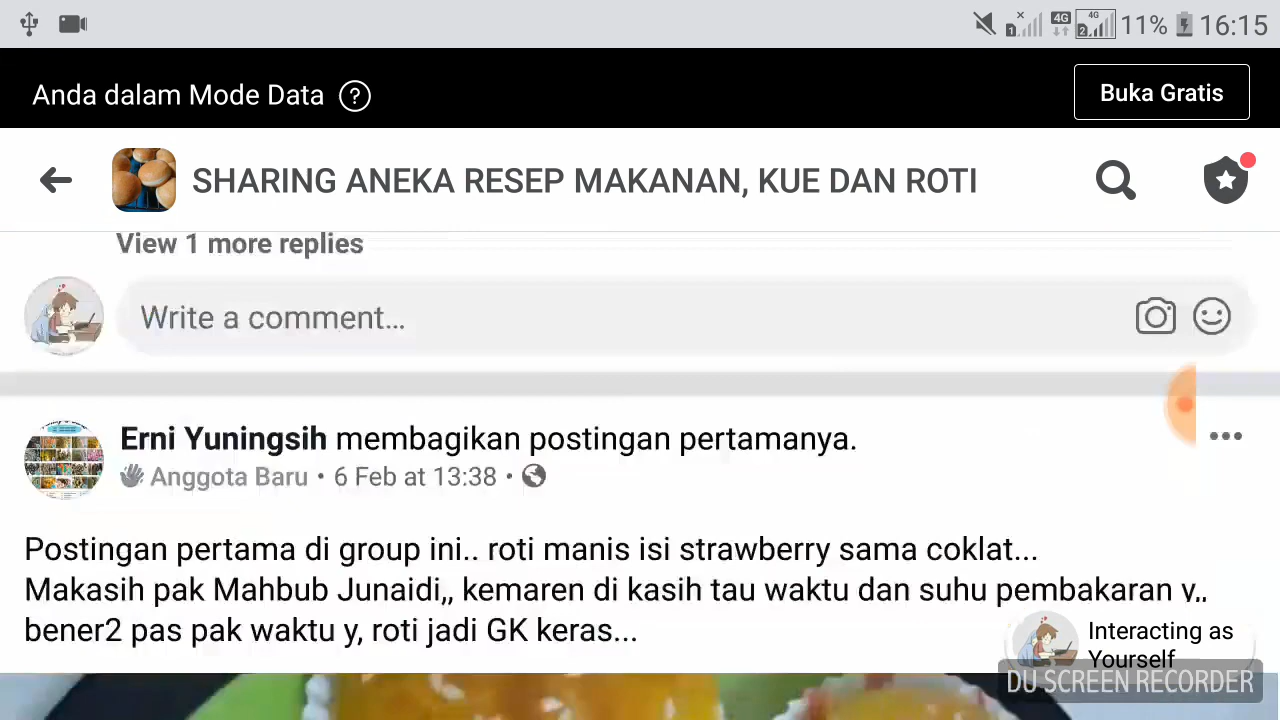 11% 16:15
Anda dalam Mode Data ?
Buka Gratis
SHARING ANEKA RESEP MAKANAN, KUE DAN ROTI
View 1 more replies
Write a comment...
Erni Yuningsih membagikan postingan pertamanya.
Anggota Baru • 6 Feb at 13:38 •
Postingan pertama di group ini.. roti manis isi strawberry sama coklat...
Makasih pak Mahbub Junaidi,, kemaren di kasih tau waktu dan suhu pembakaran y,,
bener2 pas pak waktu y, roti jadi GK keras...
Interacting as
Yourself
DU SCREEN RECORDER